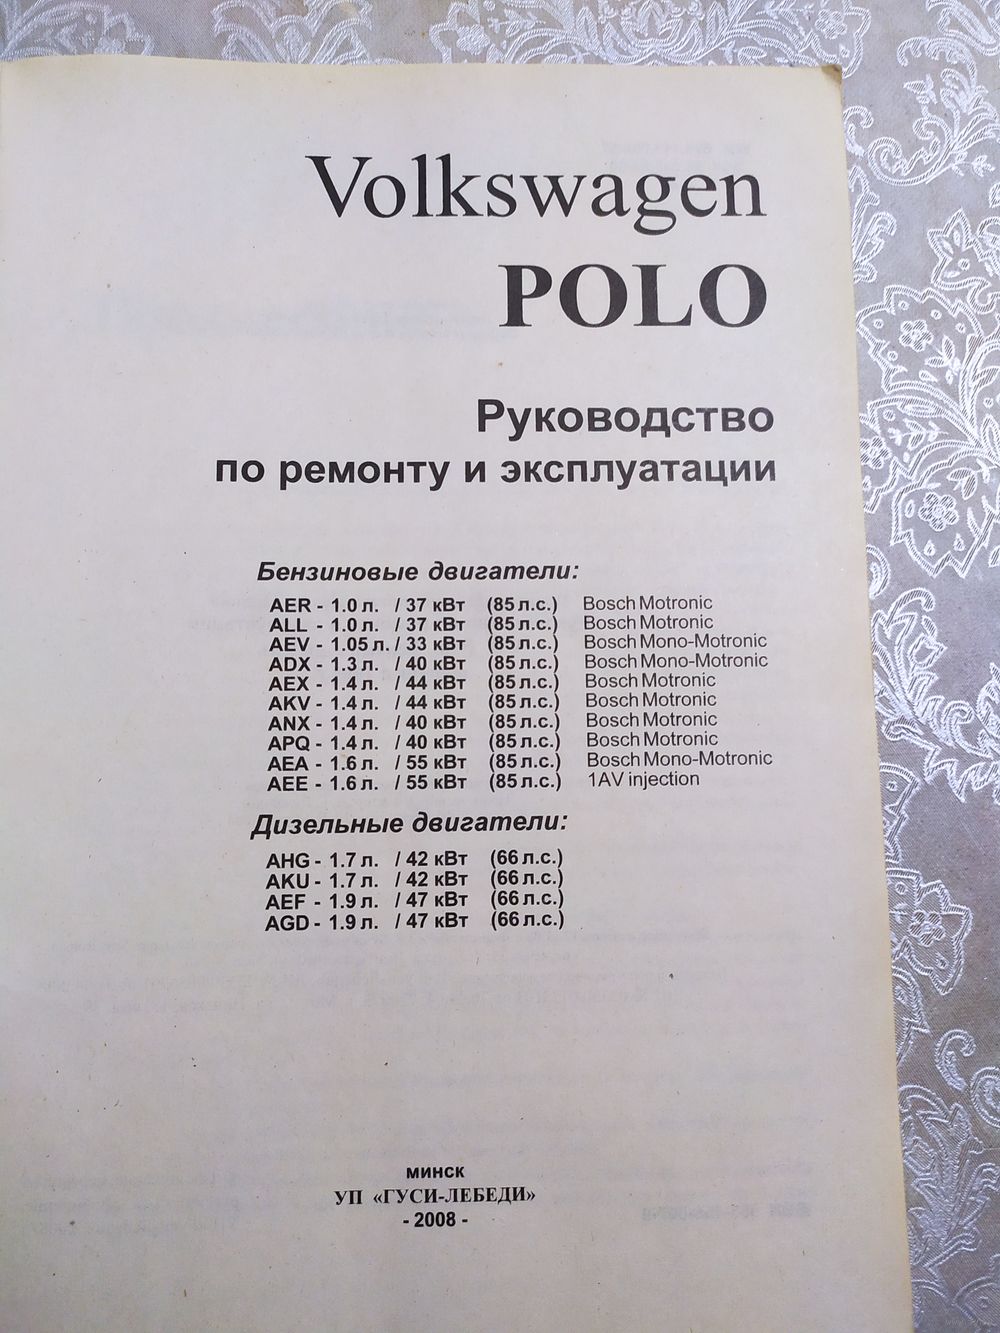 Volkswagen
POLO
Руководство
по ремонту и эксплуатации
Бензиновые двигатели:
AER - 1.0 л. / 37 кВт (85 л.с.) Bosch Motronic
ALL - 1.0 л. / 37 кВт (85 л.с.) Bosch Motronic
AEV - 1.05 л. / 33 кВт (85 л.с.) Bosch Mono-Motronic
ADX - 1.3 л. / 40 кВт (85 л.с.) Bosch Mono-Motronic
AEX - 1.4 л. / 44 кВт (85 л.с.) Bosch Motronic
AKV - 1.4 л. / 44 кВт (85 л.с.) Bosch Motronic
ANX - 1.4 л. / 40 кВт (85 л.с.) Bosch Motronic
APQ - 1.4 л. / 40 кВт (85 л.с.) Bosch Motronic
AEA - 1.6 л. / 55 кВт (85 л.с.) Bosch Mono-Motronic
AEE - 1.6 л. / 55 кВт (85 л.с.) 1AV injection
Дизельные двигатели:
AHG - 1.7 л. / 42 кВт (66 л.с.)
AKU - 1.7 л. / 42 кВт (66 л.с.)
AEF - 1.9 л. / 47 кВт (66 л.с.)
AGD - 1.9 л. / 47 кВт (66 л.с.)
МИНСК
УП «ГУСИ-ЛЕБЕДИ»
- 2008 -